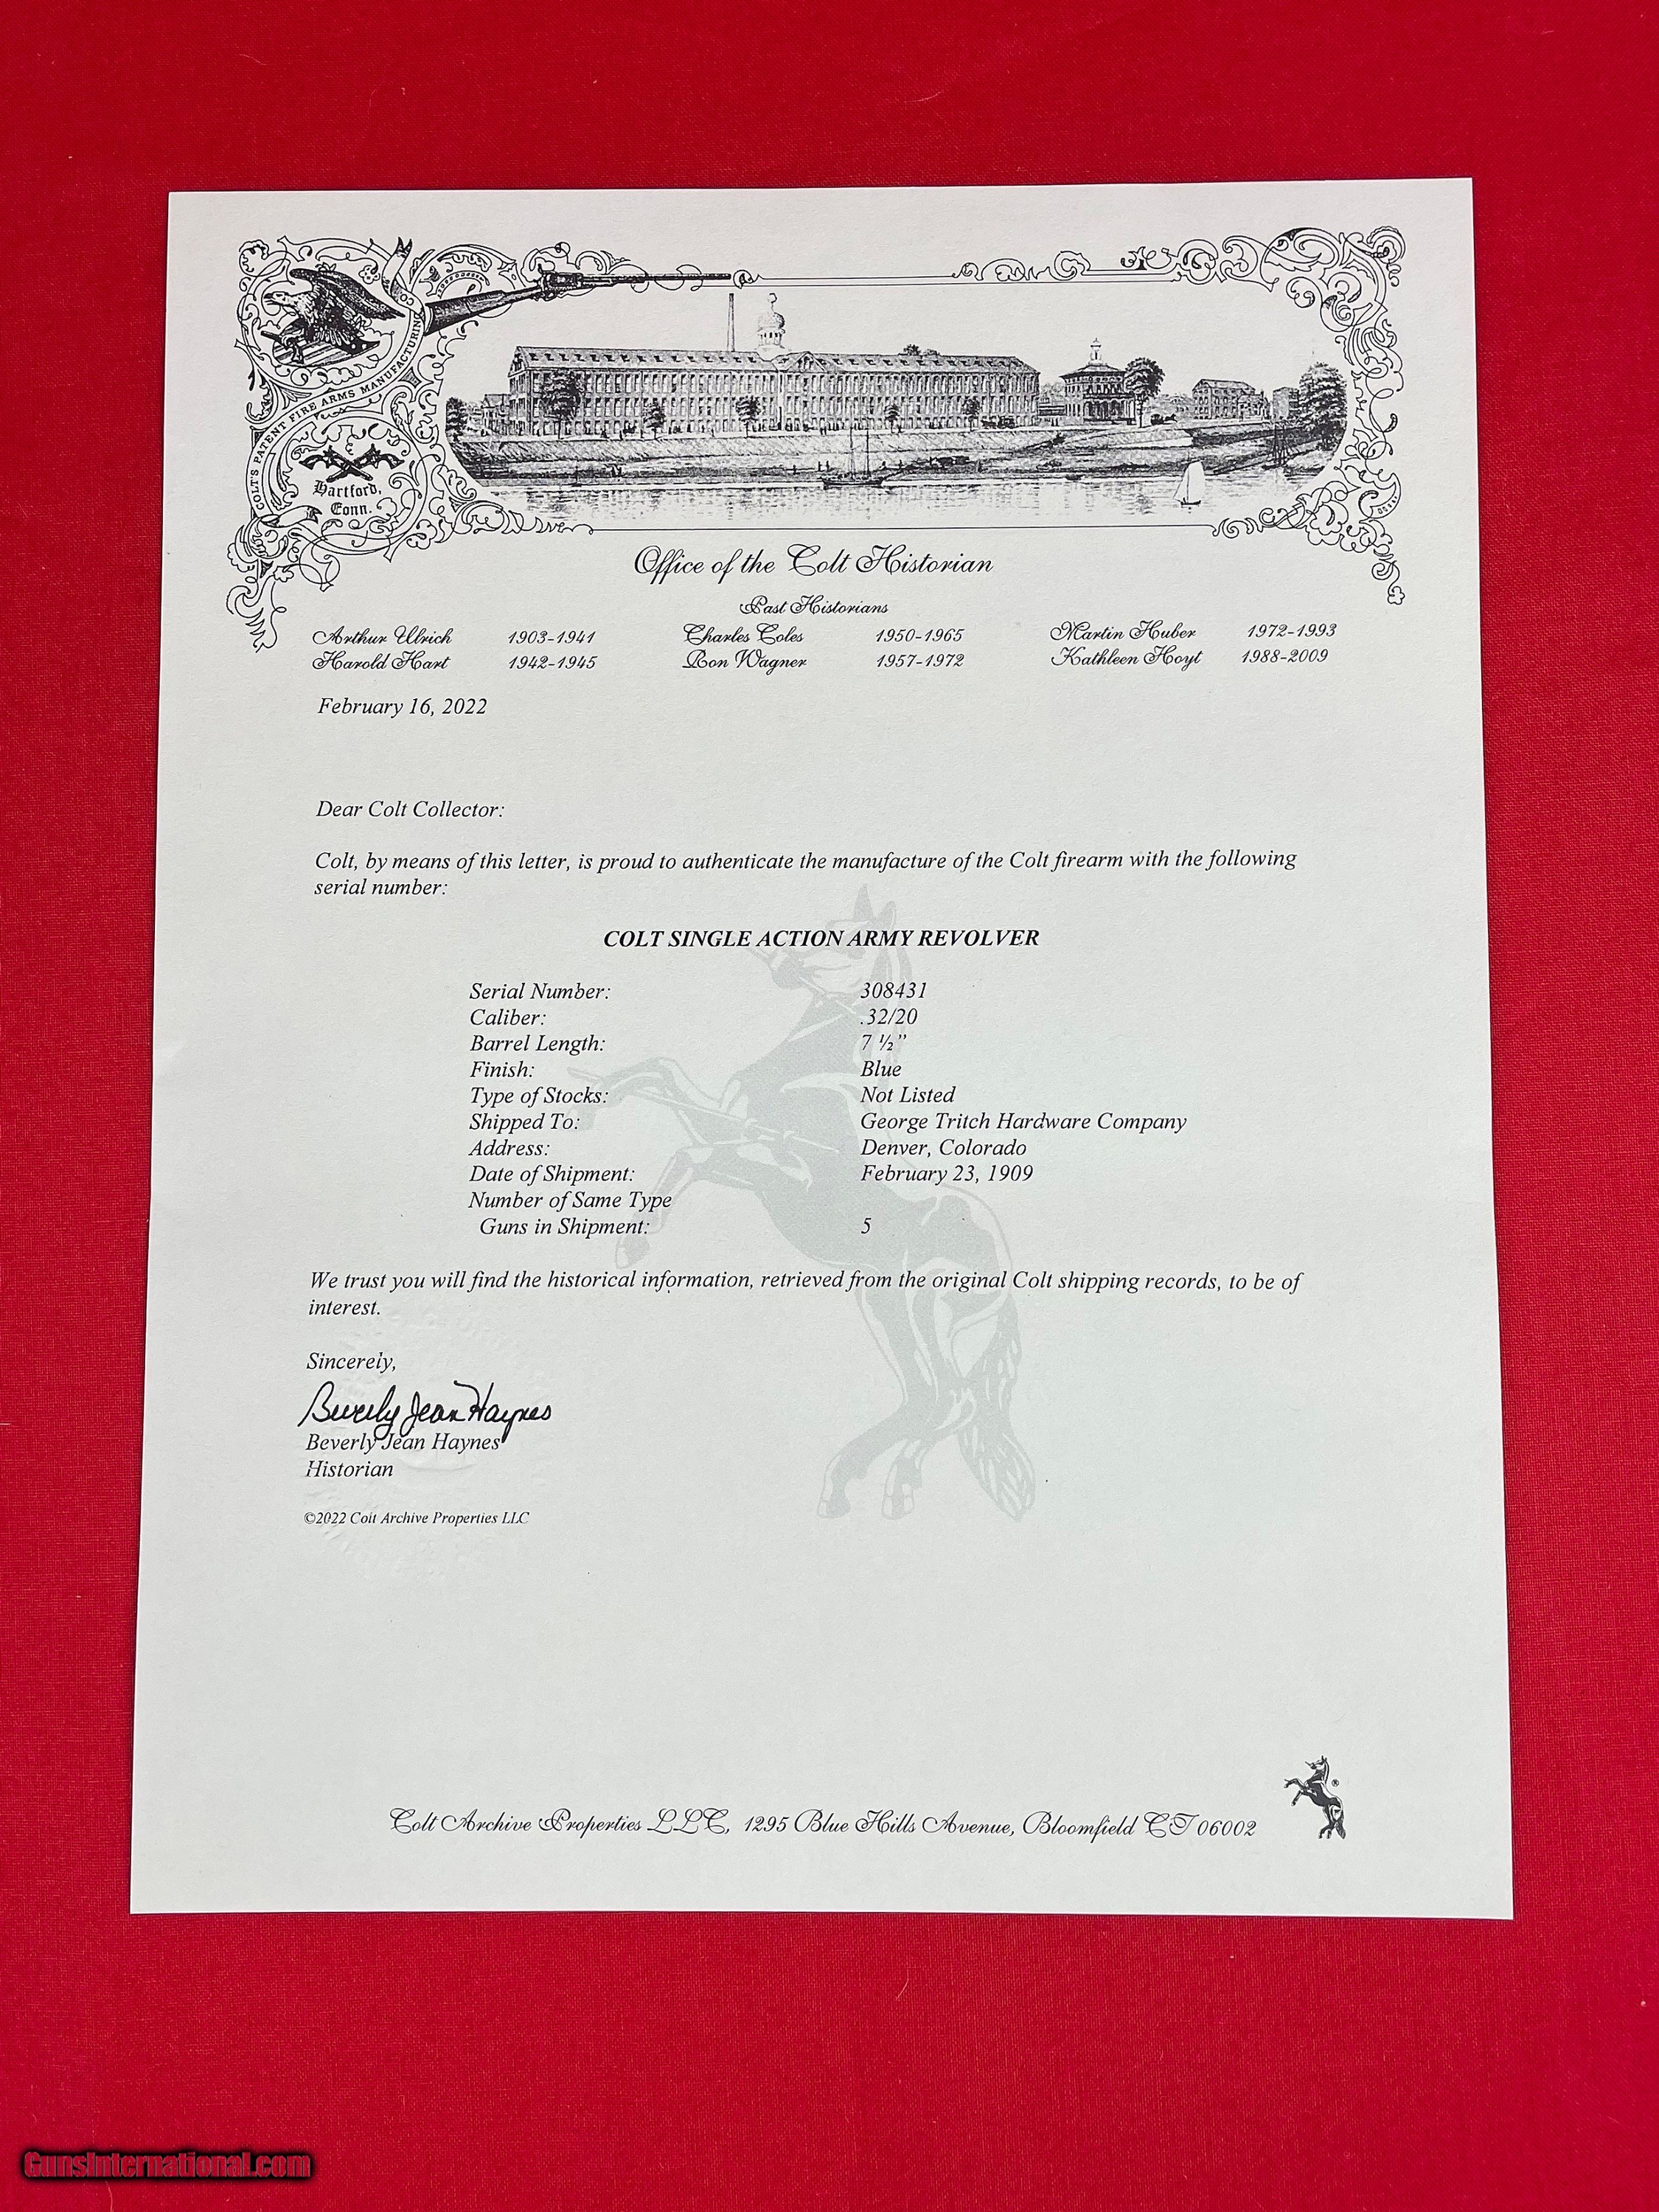 COLT'S PATENT FIRE ARMS MANUFACTURING CO
Hartford,
Conn.
Office of the Colt Historian
Past Historians
Arthur Ulrich 1903-1941 Charles Coles 1950-1965 Martin Huber 1972-1993
Harold Hart 1942-1945 Ron Wagner 1957-1972 Kathleen Hoyt 1988-2009
February 16, 2022
Dear Colt Collector:
Colt, by means of this letter, is proud to authenticate the manufacture of the Colt firearm with the following
serial number:
COLT SINGLE ACTION ARMY REVOLVER
Serial Number: 308431
Caliber: .32/20
Barrel Length: 7 ½"
Finish: Blue
Type of Stocks: Not Listed
Shipped To: George Tritch Hardware Company
Address: Denver, Colorado
Date of Shipment: February 23, 1909
Number of Same Type
Guns in Shipment: 5
We trust you will find the historical information, retrieved from the original Colt shipping records, to be of
interest.
Sincerely,
Beverly Jean Haynes
Beverly Jean Haynes
Historian
©2022 Colt Archive Properties LLC
Colt Archive Properties LLC, 1295 Blue Hills Avenue, Bloomfield CT 06002
®
GunsInternational.com